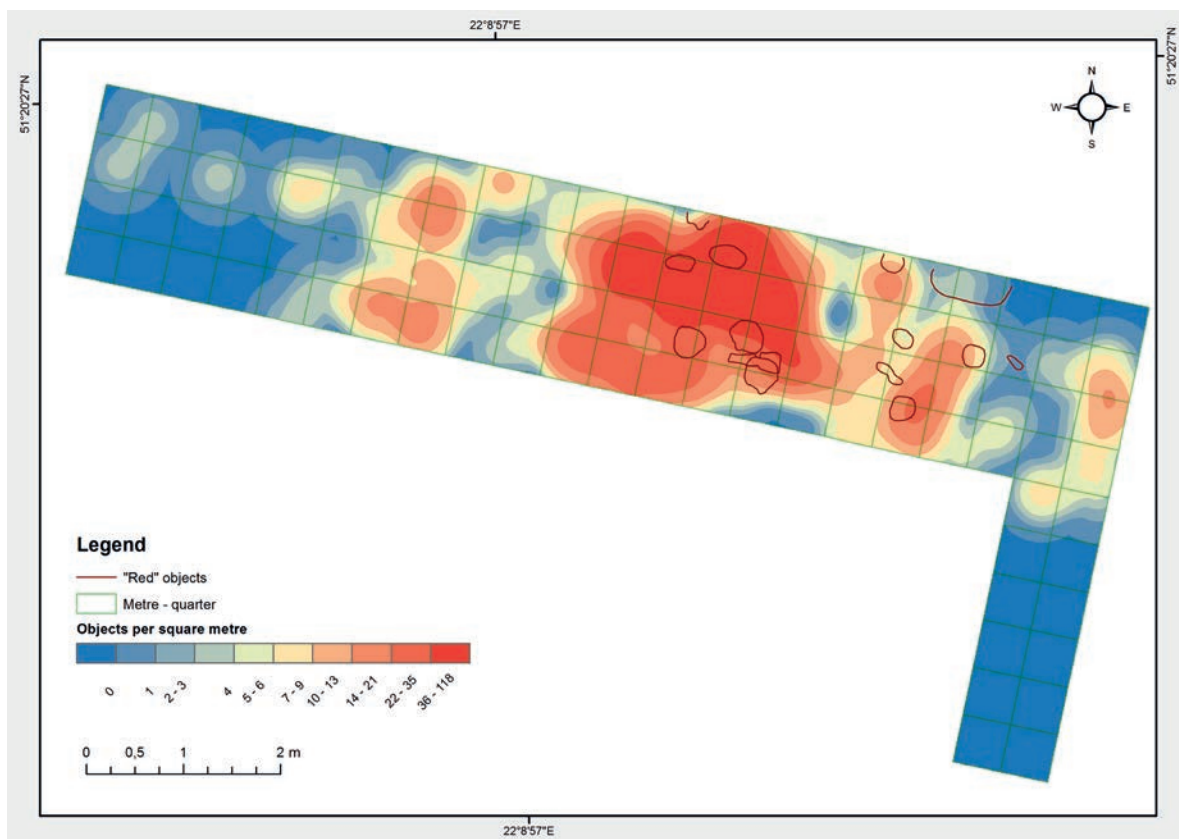 22°8'57"E
51°20'27"N
51°20'27"N
N
W E
S
Legend
"Red" objects
Metre - quarter
Objects per square metre
0 1 2 - 3 4 5 - 6 7 - 9 10 - 13 14 - 21 22 - 35 36 - 118
0 0,5 1 2 m
22°8'57"E